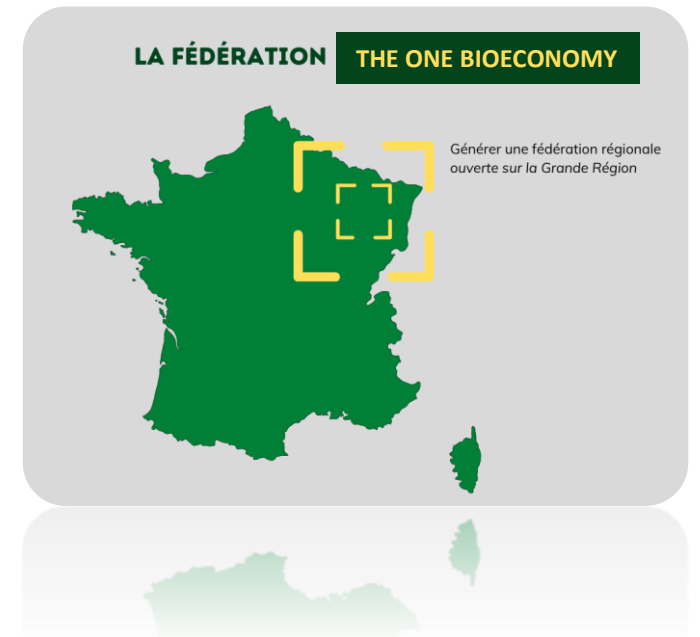 LA FÉDÉRATION THE ONE BIOECONOMY
Générer une fédération régionale
ouverte sur la Grande Région